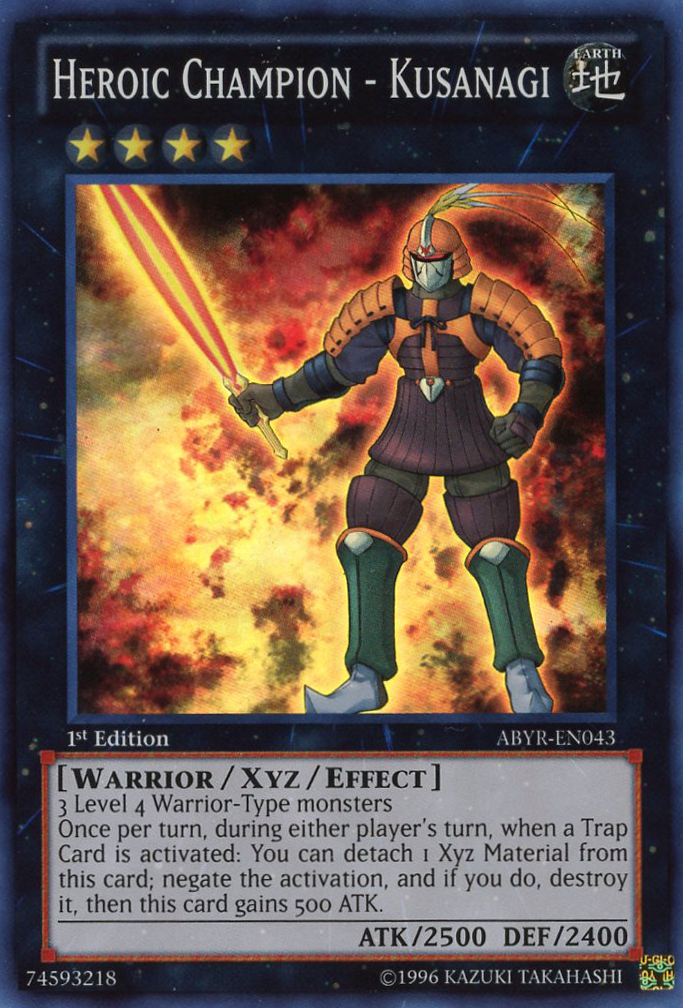 HEROIC CHAMPION - KUSANAGI
EARTH
地
1st Edition
ABYR-EN043
[WARRIOR/XYZ/EFFECT]
3 Level 4 Warrior-Type monsters
Once per turn, during either player's turn, when a Trap
Card is activated: You can detach 1 Xyz Material from
this card; negate the activation, and if you do, destroy
it, then this card gains 500 ATK.
ATK/2500 DEF/2400
74593218
©1996 KAZUKI TAKAHASHI